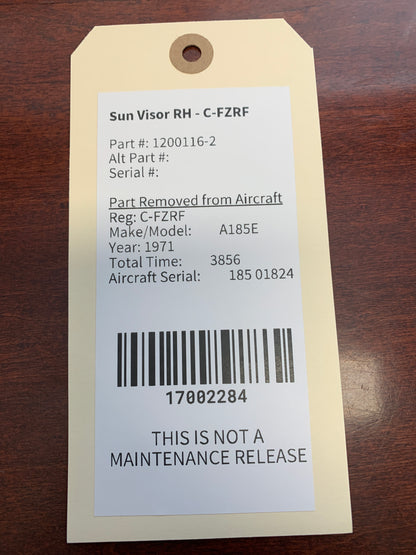 Sun Visor RH - C-FZRF
Part #: 1200116-2
Alt Part #:
Serial #:
Part Removed from Aircraft
Reg: C-FZRF
Make/Model: A185E
Year: 1971
Total Time: 3856
Aircraft Serial: 185 01824
17002284
THIS IS NOT A
MAINTENANCE RELEASE